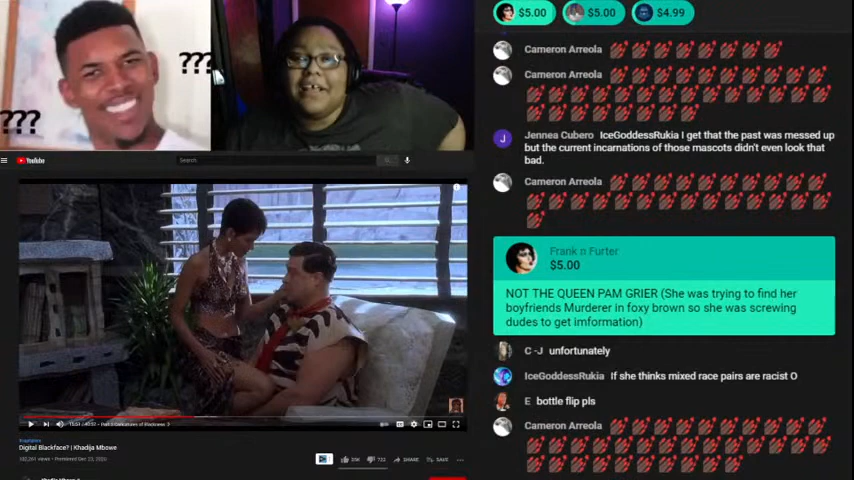 $5.00
$5.00
$4.99
Cameron Arreola
Cameron Arreola
???
???
Jennea Cubero IceGoddessRukia I get that the past was messed up
but the current incarnations of those mascots didn't even look that
bad.
YouTube
Search
Cameron Arreola
Frank n Furter
$5.00
NOT THE QUEEN PAM GRIER (She was trying to find her
boyfriends Murderer in foxy brown so she was screwing
dudes to get imformation)
C -J unfortunately
IceGoddessRukia If she thinks mixed race pairs are racist O
E bottle flip pls
Cameron Arreola
Digital Blackface? | Khadija Mbowe
SHARE
SAVE